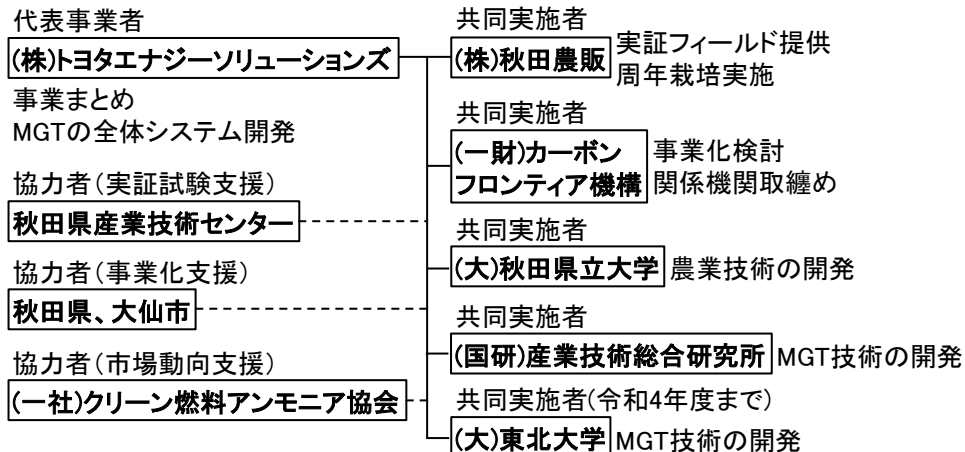 代表事業者
(株)トヨタエナジーソリューションズ
事業まとめ
MGTの全体システム開発
協力者(実証試験支援)
秋田県産業技術センター
協力者(事業化支援)
秋田県、大仙市
協力者(市場動向支援)
(一社)クリーン燃料アンモニア協会
共同実施者
(株)秋田農販
実証フィールド提供
周年栽培実施
共同実施者
(一財)カーボン
フロンティア機構
事業化検討
関係機関取纏め
共同実施者
(大)秋田県立大学
農業技術の開発
共同実施者
(国研)産業技術総合研究所
MGT技術の開発
共同実施者(令和4年度まで)
(大)東北大学
MGT技術の開発